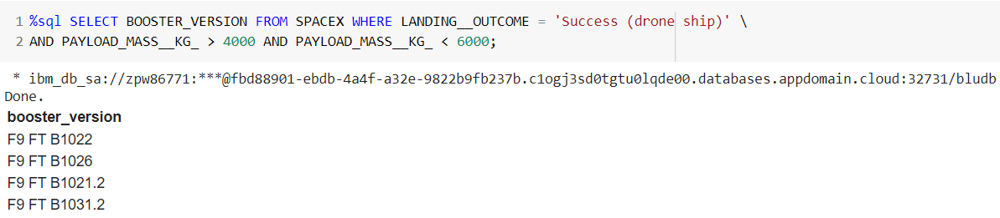 1 %sql SELECT BOOSTER_VERSION FROM SPACEX WHERE LANDING__OUTCOME = 'Success (drone ship)' \
2 AND PAYLOAD_MASS__KG_ > 4000 AND PAYLOAD_MASS__KG_ < 6000;
* ibm_db_sa://zpw86771:***@fbd88901-ebdb-4a4f-a32e-9822b9fb237b.c1ogj3sd0tgtu0lqde00.databases.appdomain.cloud:32731/bludb
Done.
booster_version
F9 FT B1022
F9 FT B1026
F9 FT B1021.2
F9 FT B1031.2